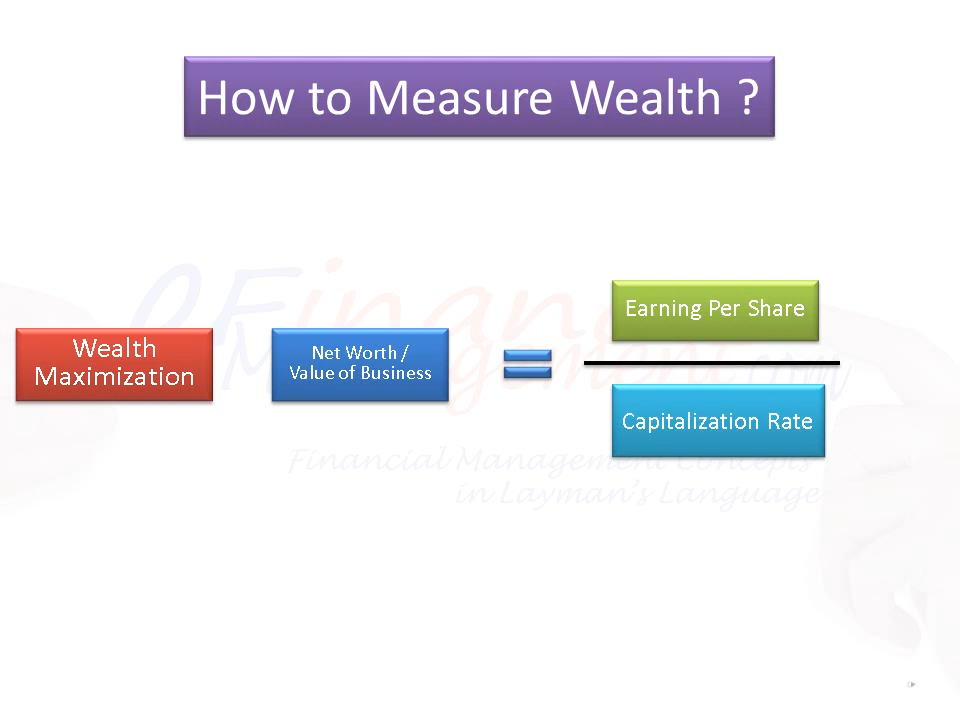 How to Measure Wealth ?
Wealth
Maximization
Net Worth /
Value of Business
Earning Per Share
Capitalization Rate
Financial Management Concepts
in Layman's Language